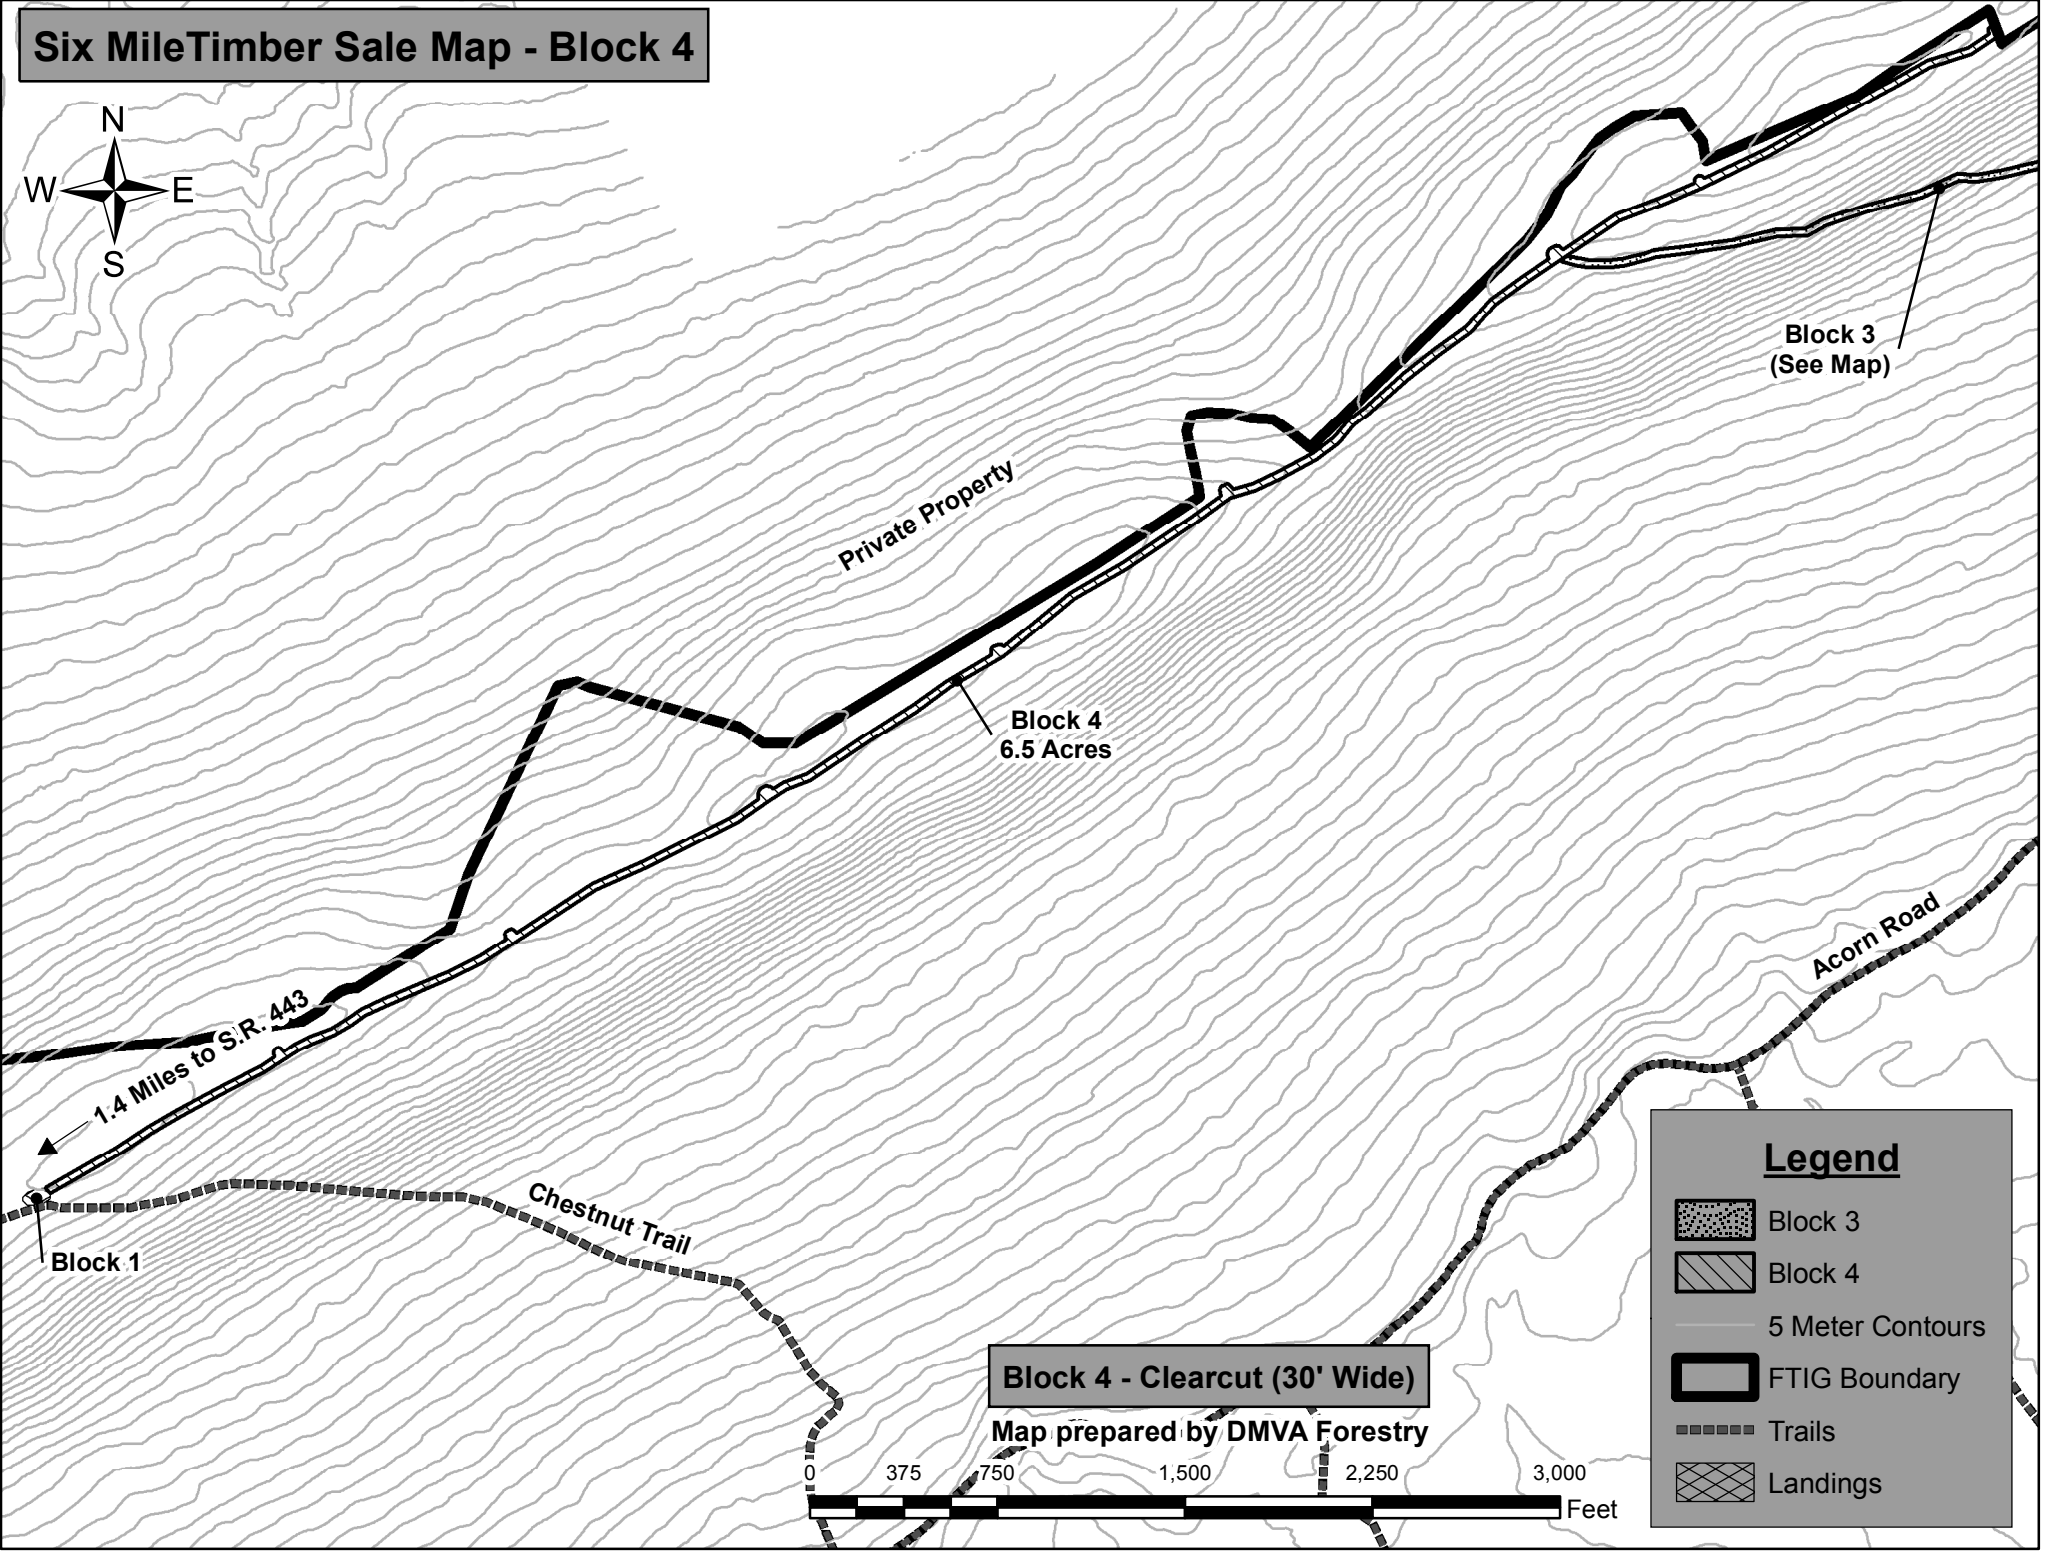 Six MileTimber Sale Map - Block 4
N
W
E
S
Block 3
(See Map)
Private Property
Block 4
6.5 Acres
Acorn Road
1.4 Miles to S.R. 443
Chestnut Trail
Block 1
Legend
Block 3
Block 4
5 Meter Contours
FTIG Boundary
Trails
Landings
Block 4 - Clearcut (30' Wide)
Map prepared by DMVA Forestry
0 375 750 1,500 2,250 3,000
Feet